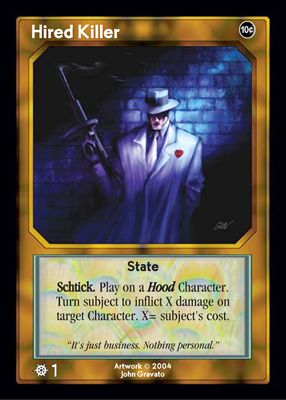 Hired Killer
10¢
State
Schtick. Play on a Hood Character.
Turn subject to inflict X damage on
target Character. X= subject's cost.
"It's just business. Nothing personal."
1
Artwork © 2004
John Gravato